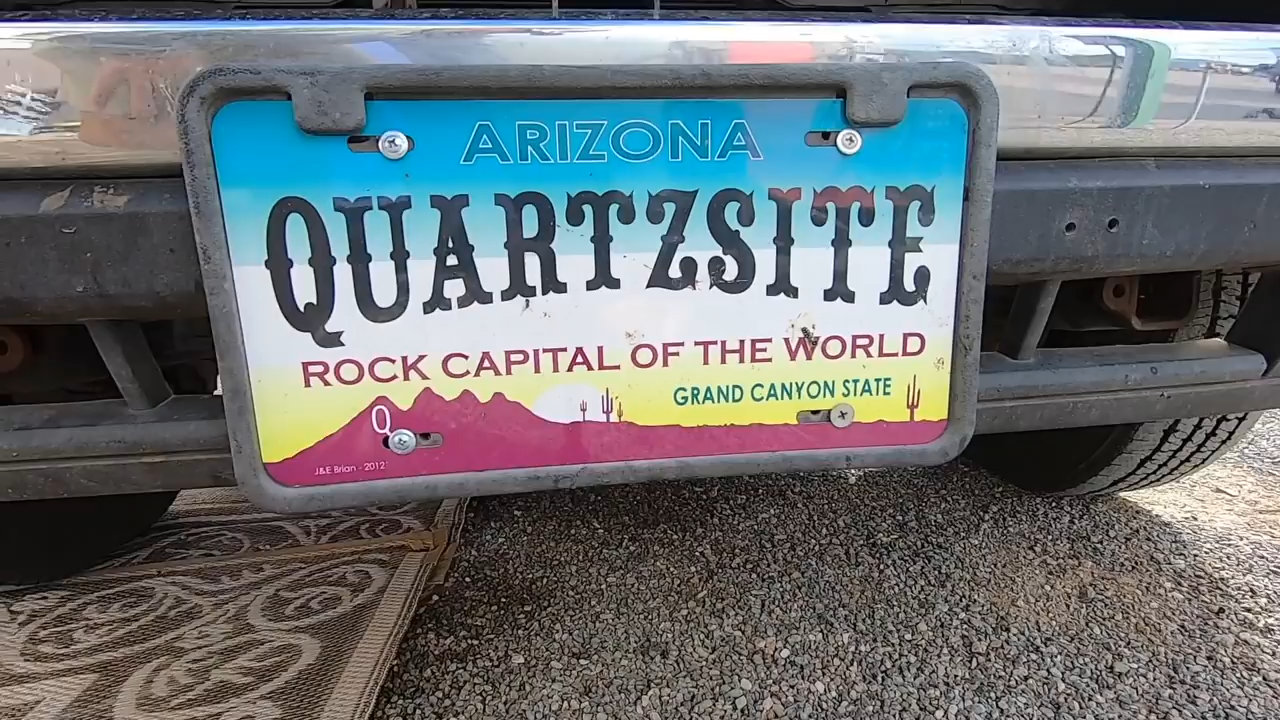 ARIZONA
QUARTZSITE
ROCK CAPITAL OF THE WORLD
GRAND CANYON STATE
Q
J&E Brian - 2012